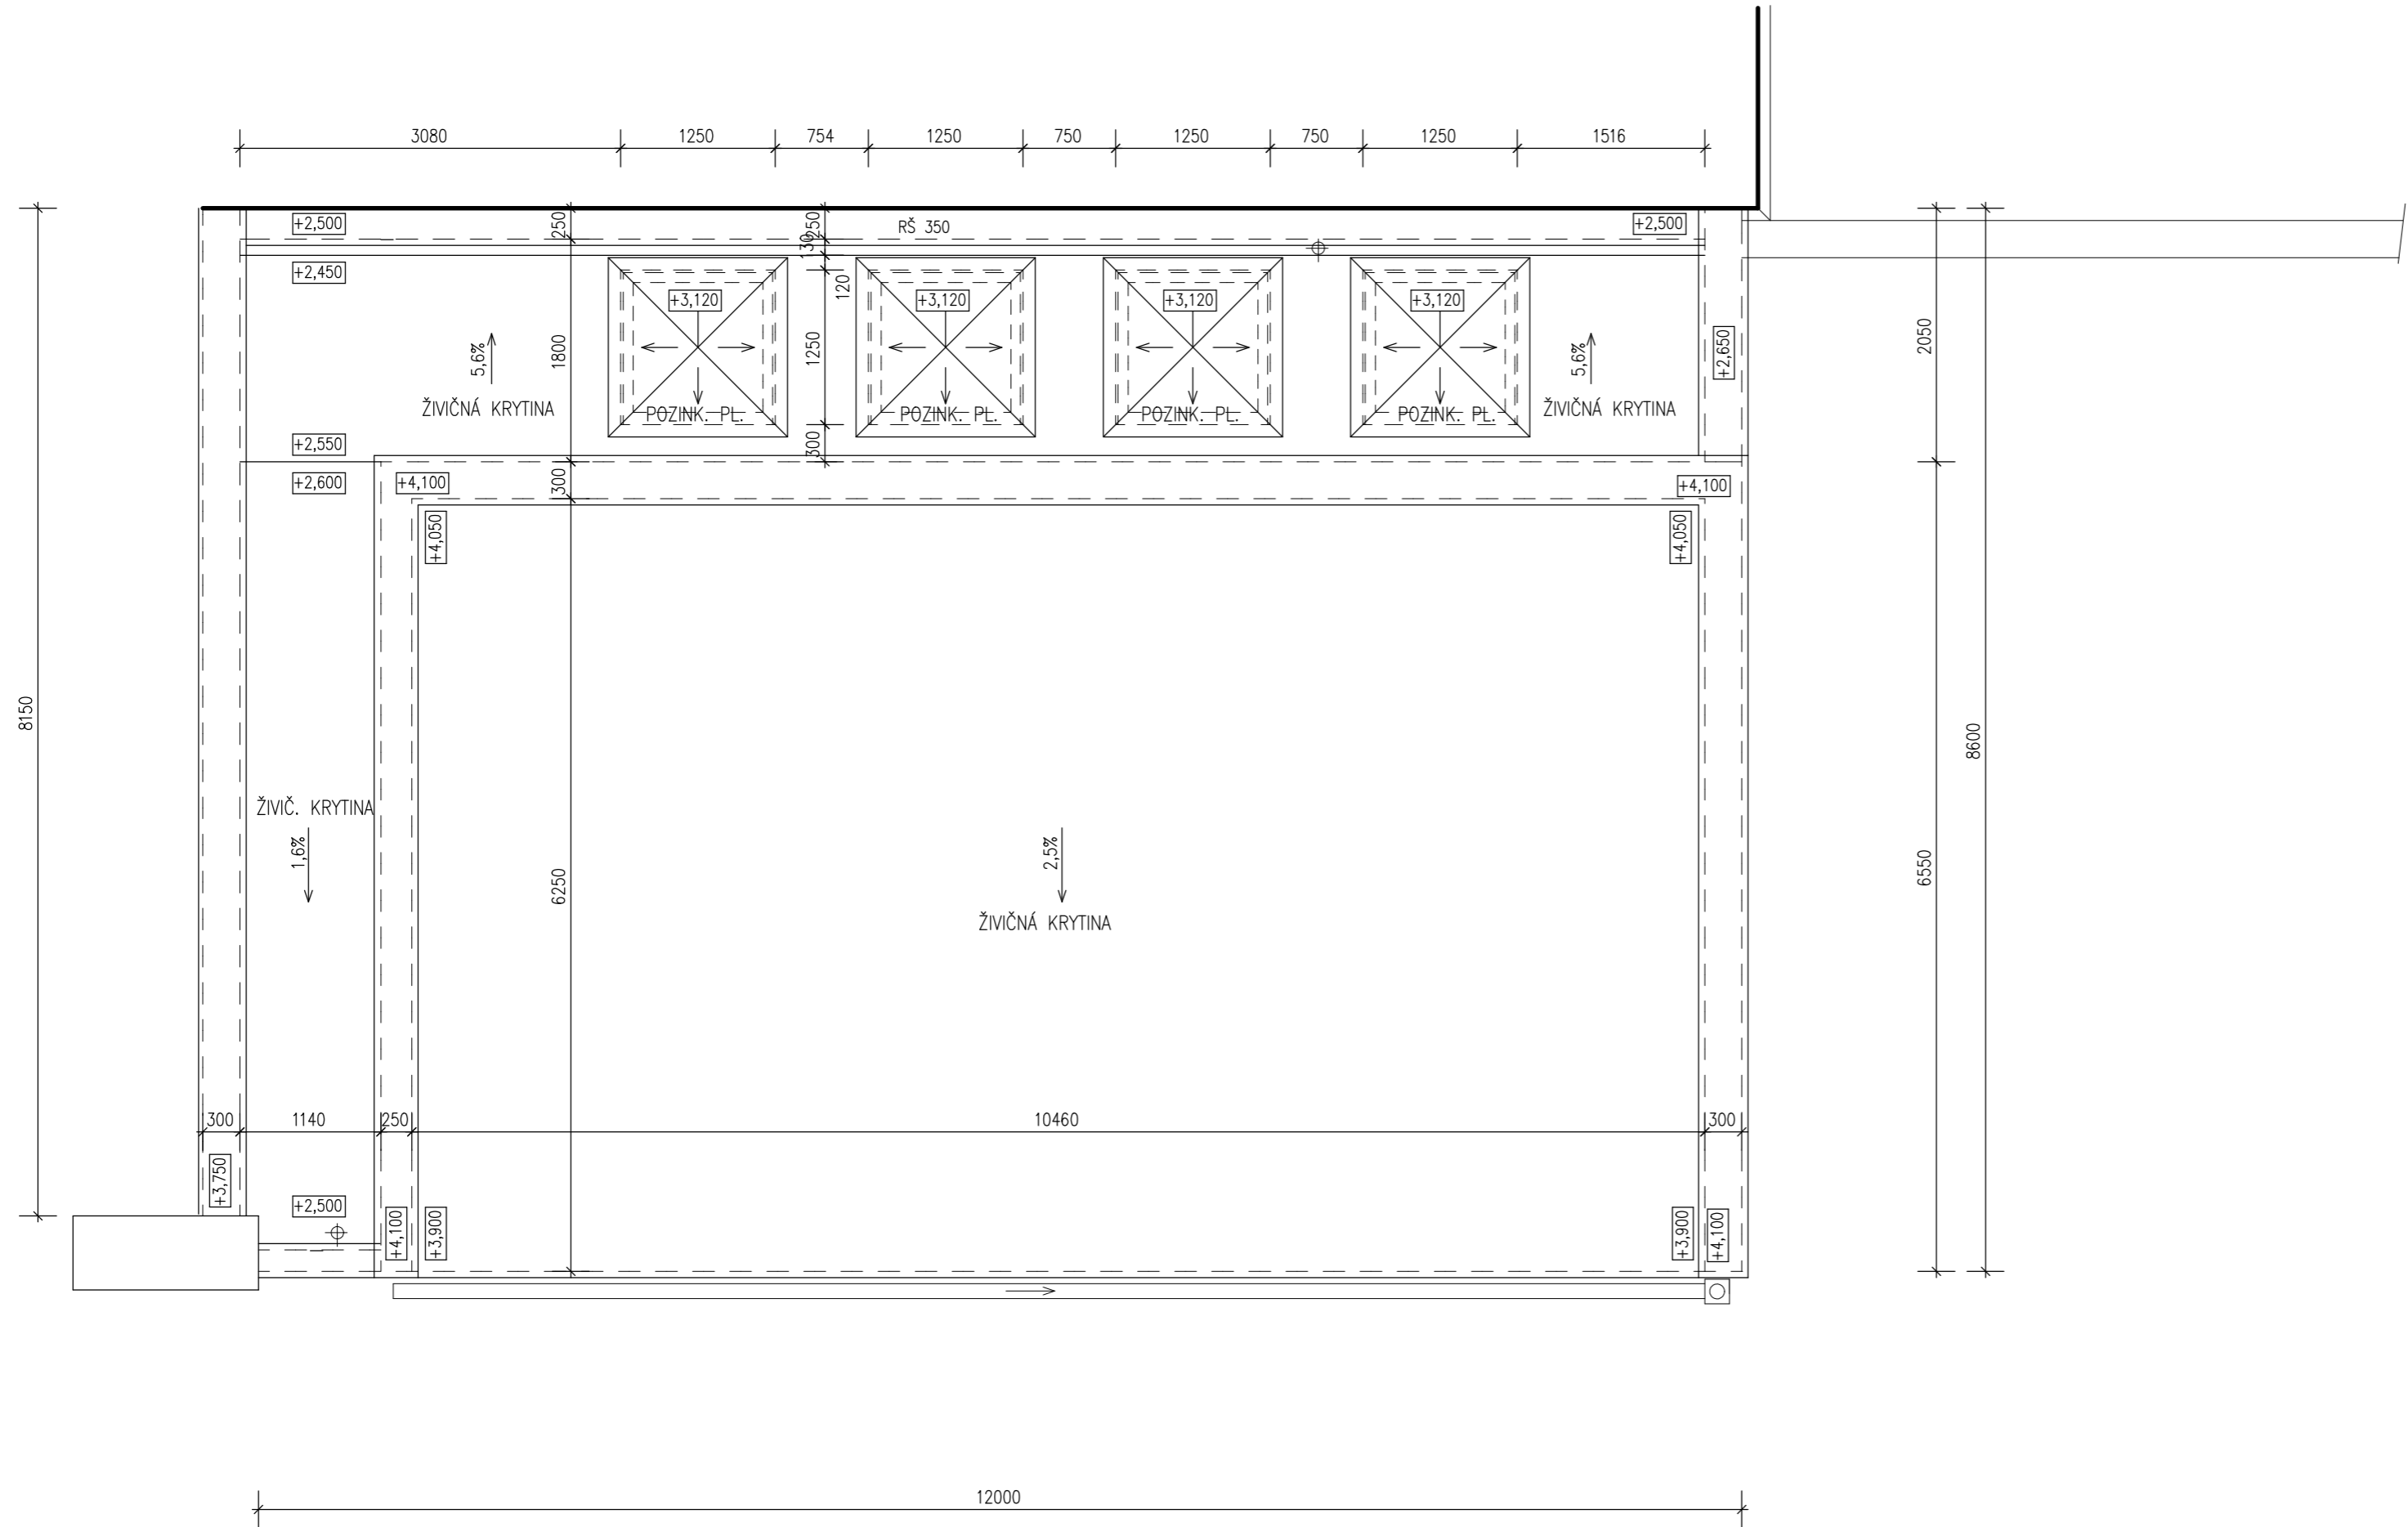 3080 1250 754 1250 750 1250 750 1250 1516
+2,500 250 250 RŠ 350 +2,500
130
+2,450
120
+3,120 +3,120 +3,120 +3,120
5,6% 1800 1250 5,6% +2,650 2050
ŽIVIČNÁ KRYTINA POZINK. PL. POZINK. PL. POZINK. PL. POZINK. PL. ŽIVIČNÁ KRYTINA
+2,550 300
+2,600 +4,100 300 +4,100
+4,050 +4,050
8150 8600
ŽIVIČ. KRYTINA
1,6% 2,5%
6250 6550
ŽIVIČNÁ KRYTINA
300 1140 250 10460 300
+3,750
+2,500
+4,100 +3,900 +3,900 +4,100
12000